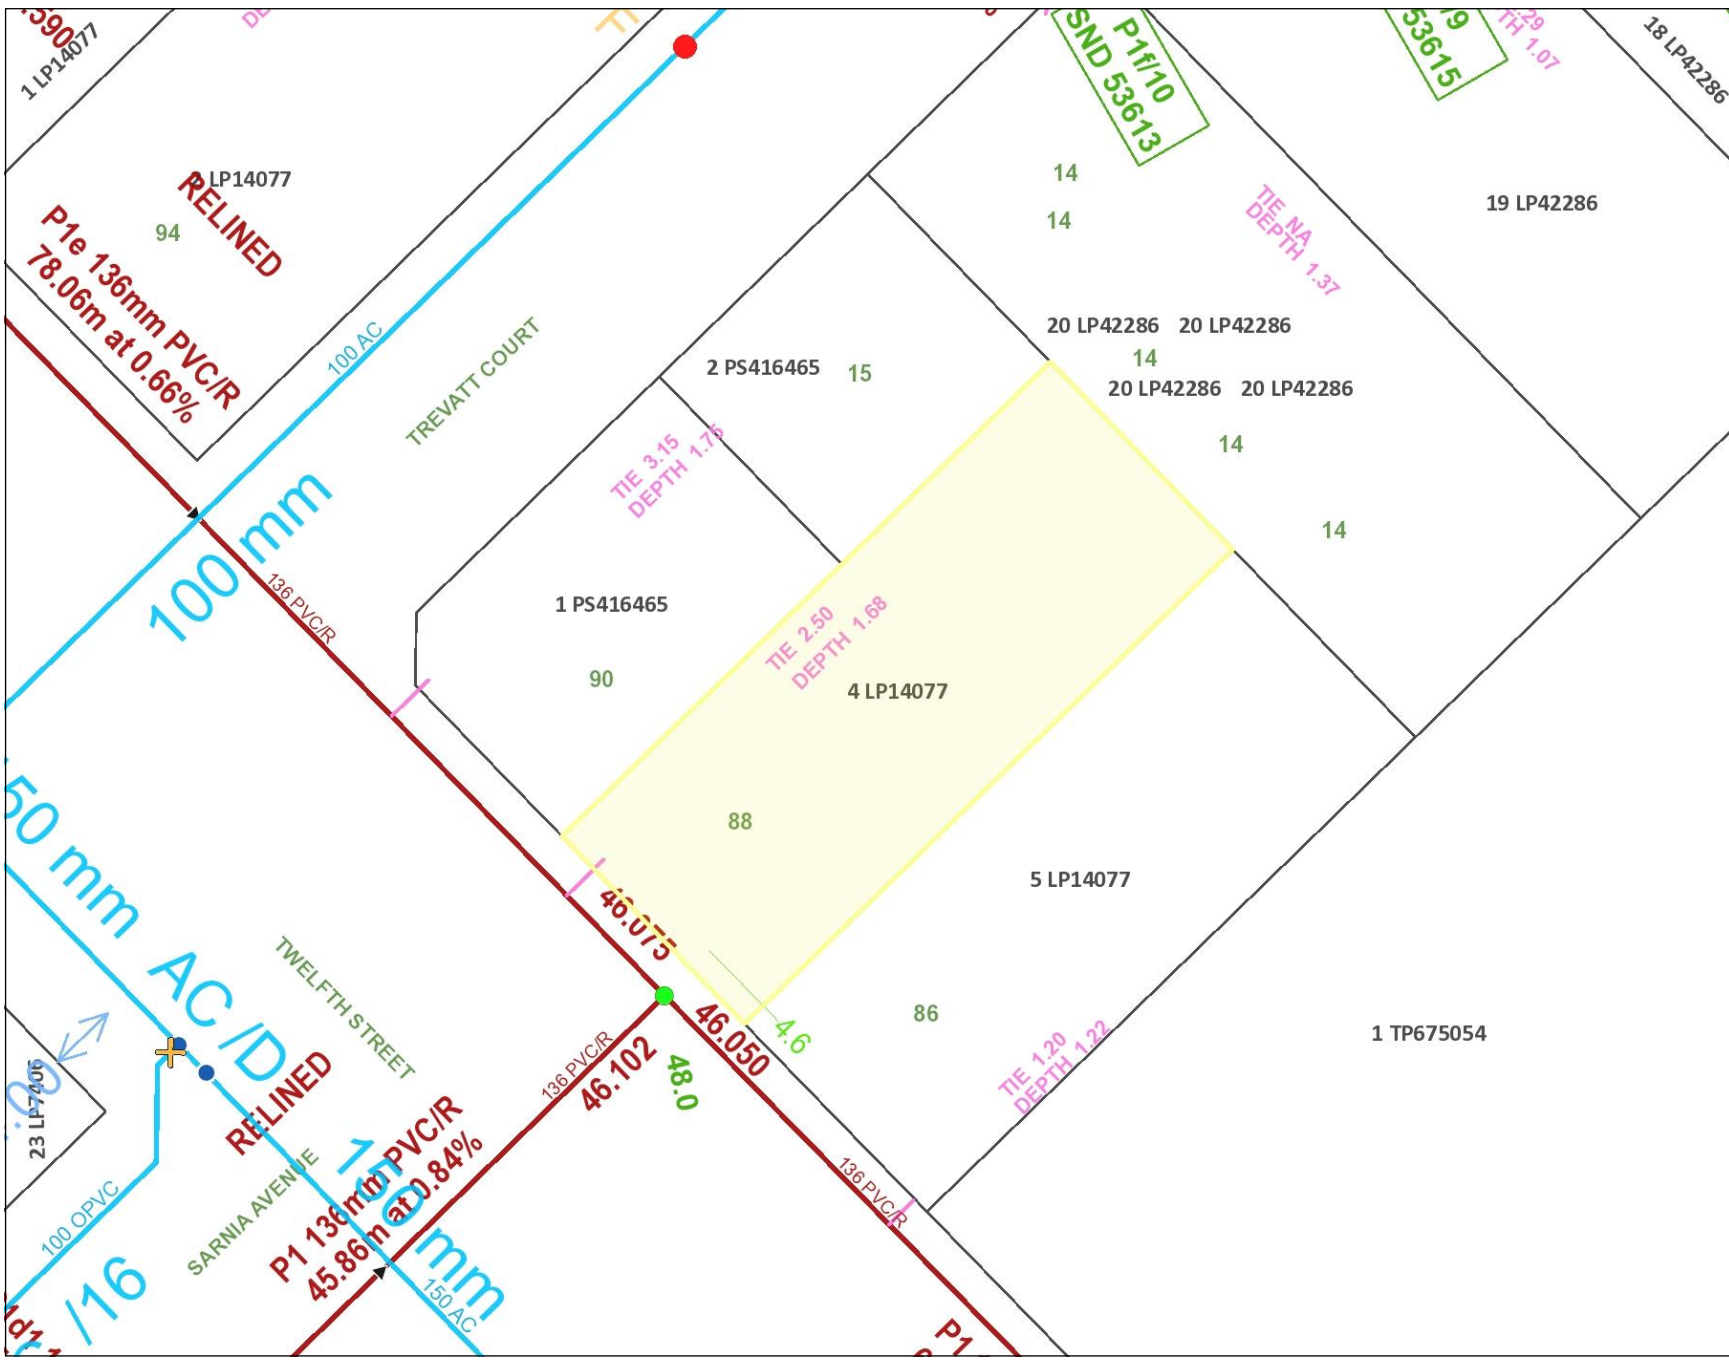 .590
1 LP14077
LP14077
94
RELINED
P1e 136mm PVC/R
78.06m at 0.66%
100 AC
TREVATT COURT
100 mm
136 PVC/R
P1f/10
SND 53613
53615
TH 1.07
18 LP42286
19 LP42286
TIE NA
DEPTH 1.37
14
14
20 LP42286 20 LP42286
14
20 LP42286 20 LP42286
14
14
2 PS416465
15
TIE 3.15
DEPTH 1.75
1 PS416465
90
TIE 2.50
DEPTH 1.68
4 LP14077
88
5 LP14077
86
1 TP675054
TIE 1.20
DEPTH 1.22
46.075
46.050
46.102
48.0
4.6
136 PVC/R
136 PVC/R
50 mm AC /D
TWELFTH STREET
RELINED
SARNIA AVENUE
P1 136mm PVC/R
45.86m at 0.84%
150 mm
150 AC
23 LP7406
100 OPVC
/16
P1